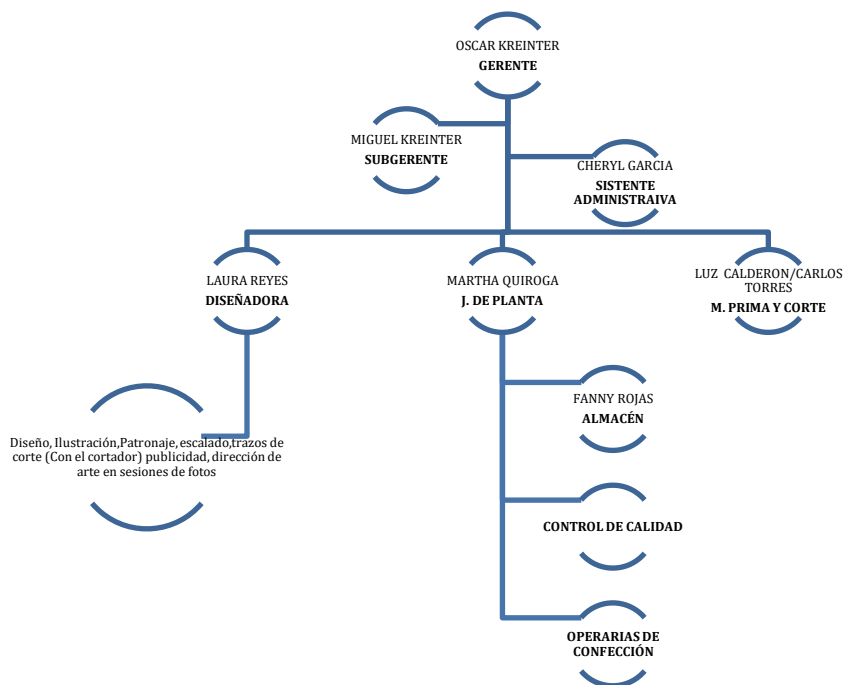 OSCAR KREINTER
GERENTE
MIGUEL KREINTER
SUBGERENTE
CHERYL GARCIA
SISTENTE
ADMINISTRAIVA
LAURA REYES
DISEÑADORA
MARTHA QUIROGA
J. DE PLANTA
LUZ CALDERON/CARLOS
TORRES
M. PRIMA Y CORTE
Diseño, Ilustración,Patronaje, escalado,trazos de
corte (Con el cortador) publicidad, dirección de
arte en sesiones de fotos
FANNY ROJAS
ALMACÉN
CONTROL DE CALIDAD
OPERARIAS DE
CONFECCIÓN